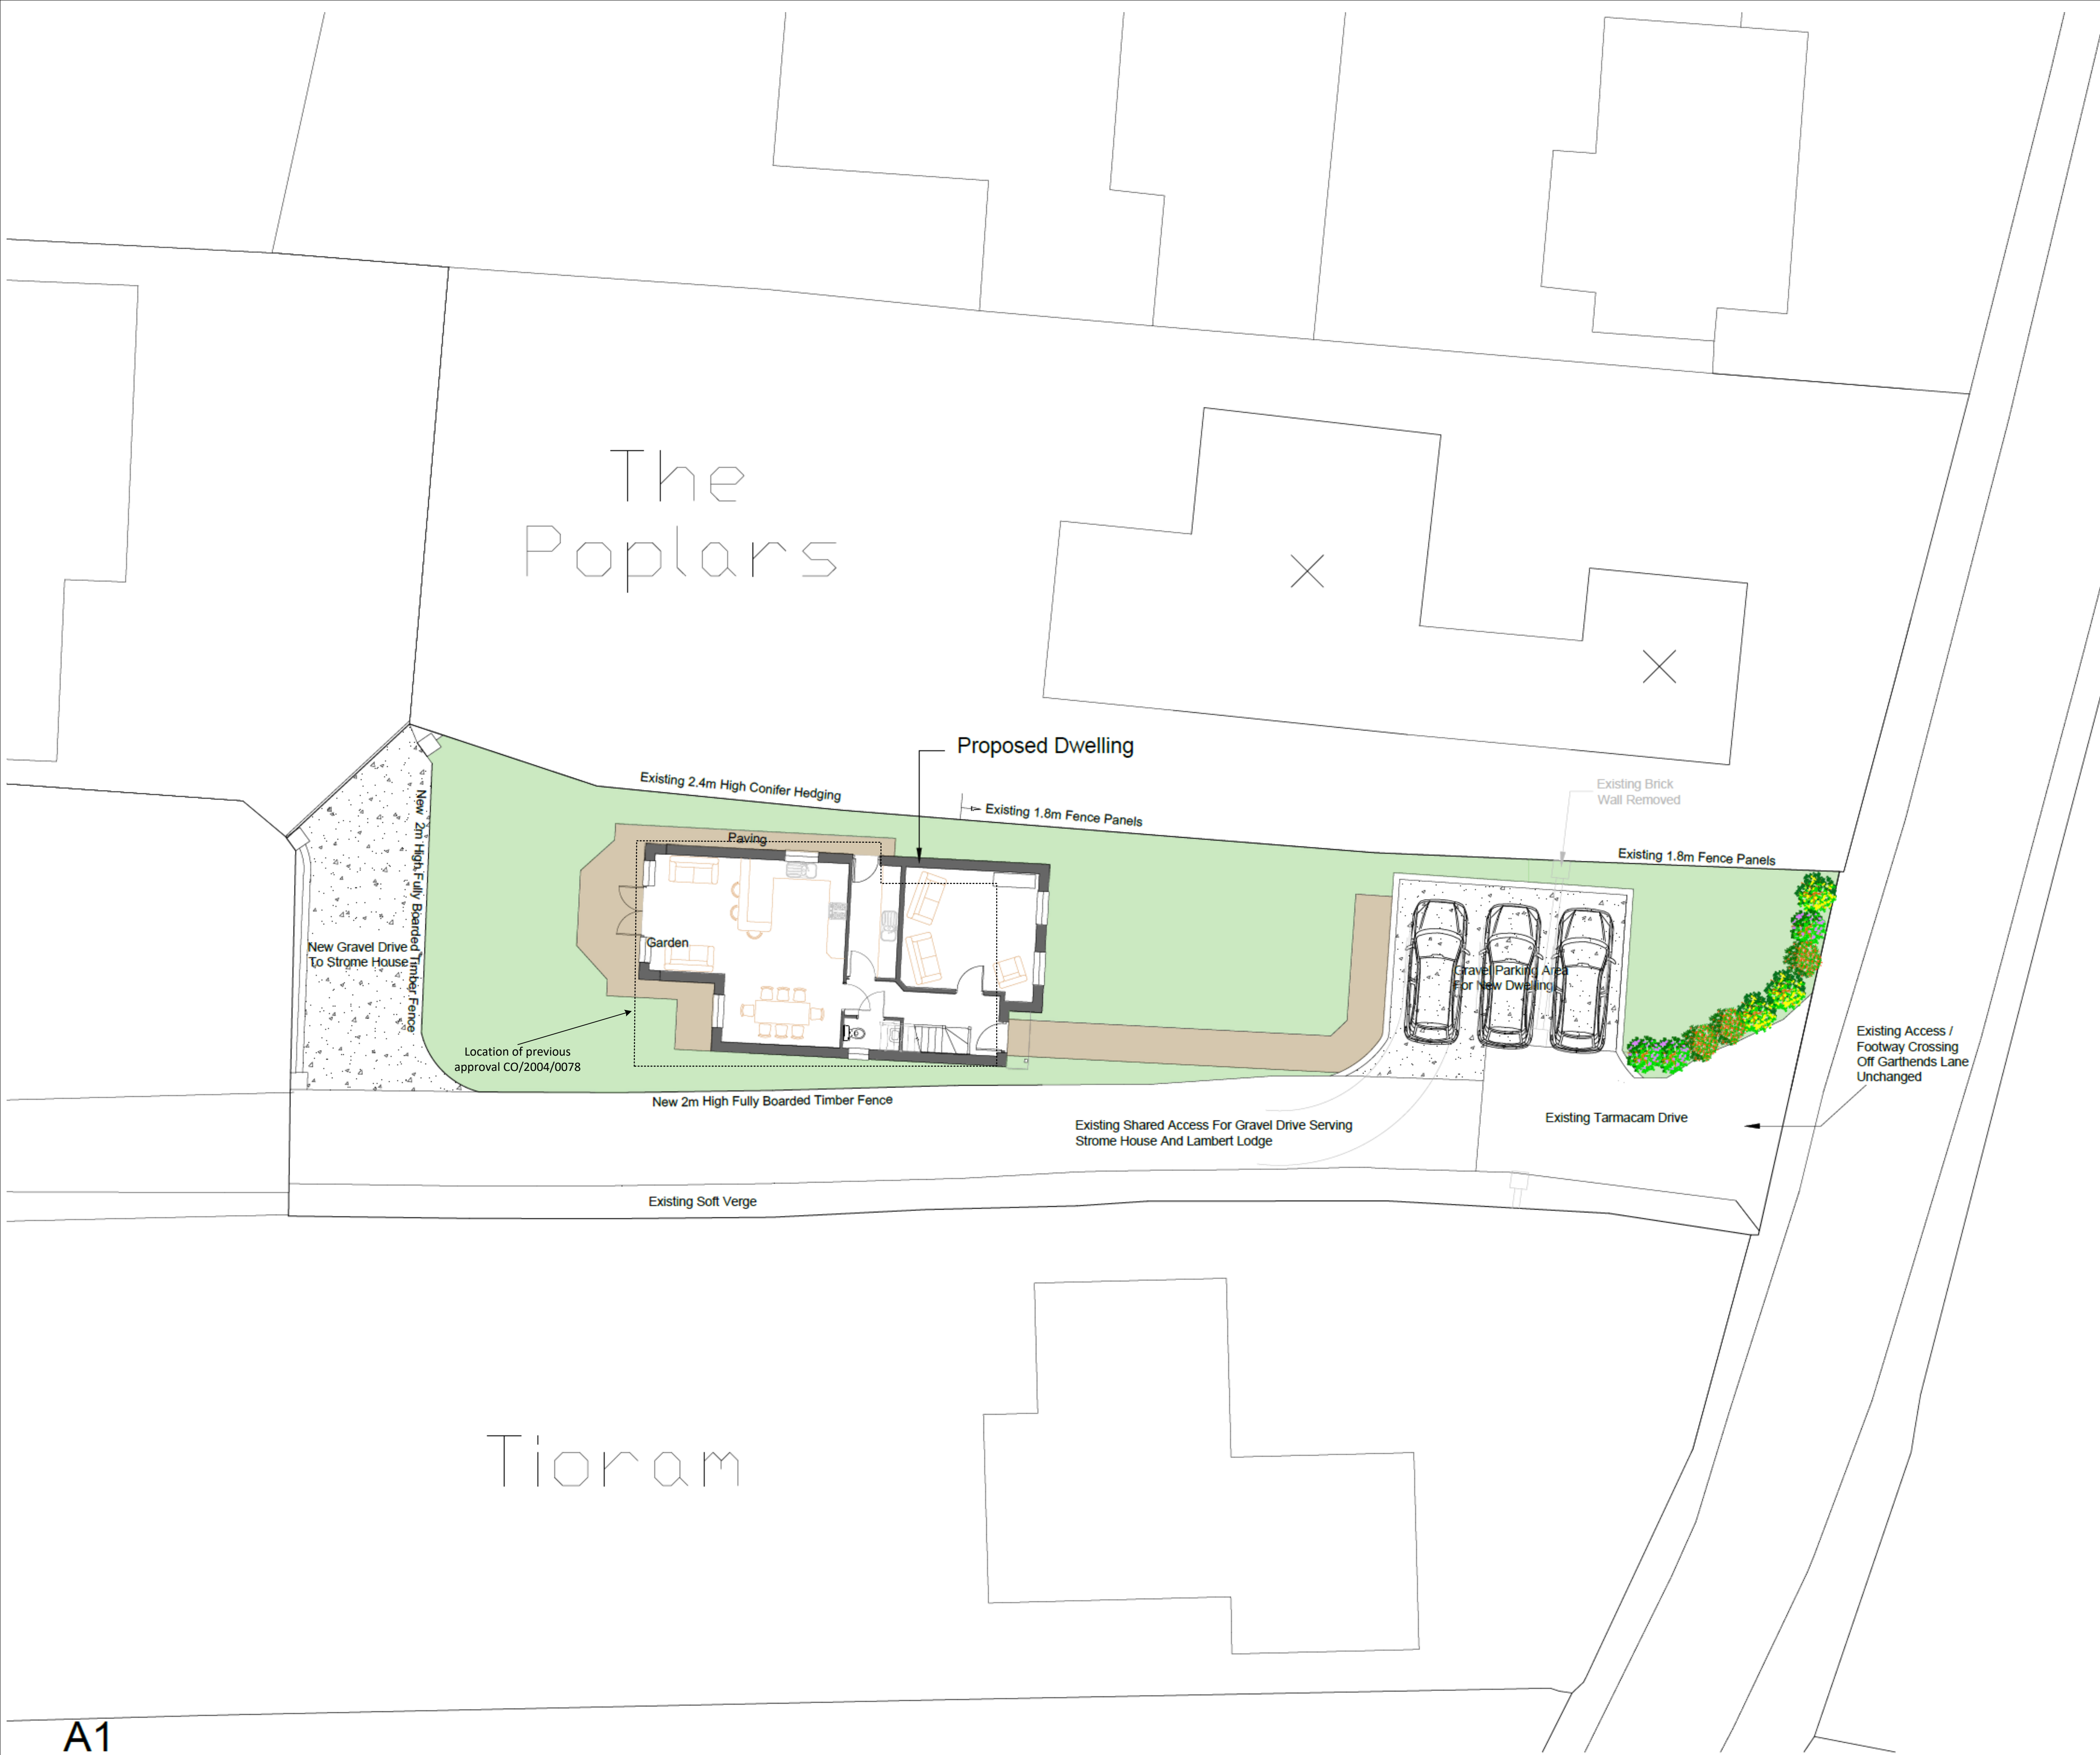 The
Poplars
Proposed Dwelling
Existing 2.4m High Conifer Hedging
Existing 1.8m Fence Panels
Existing Brick
Wall Removed
Existing 1.8m Fence Panels
New 2m High Fully Boarded Timber Fence
Paving
Garden
New Gravel Drive
To Strome House
Gravel Parking Area
For New Dwelling
Location of previous
approval CO/2004/0078
Existing Access /
Footway Crossing
Off Garthends Lane
Unchanged
New 2m High Fully Boarded Timber Fence
Existing Shared Access For Gravel Drive Serving
Strome House And Lambert Lodge
Existing Tarmacam Drive
Existing Soft Verge
Tioram
A1